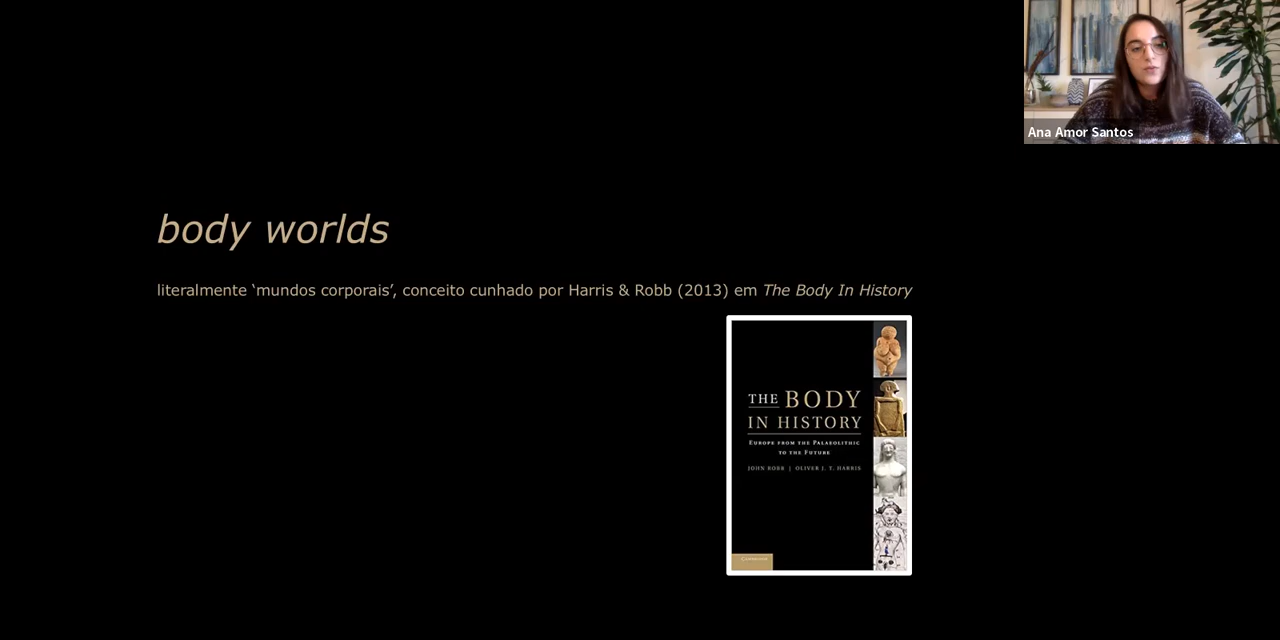 Ana Amor Santos
body worlds
literalmente ‘mundos corporais’, conceito cunhado por Harris & Robb (2013) em The Body In History
THE BODY
IN HISTORY
EUROPE FROM THE PALAEOLITHIC
TO THE FUTURE
JOHN ROBB | OLIVER J. T. HARRIS
CAMBRIDGE